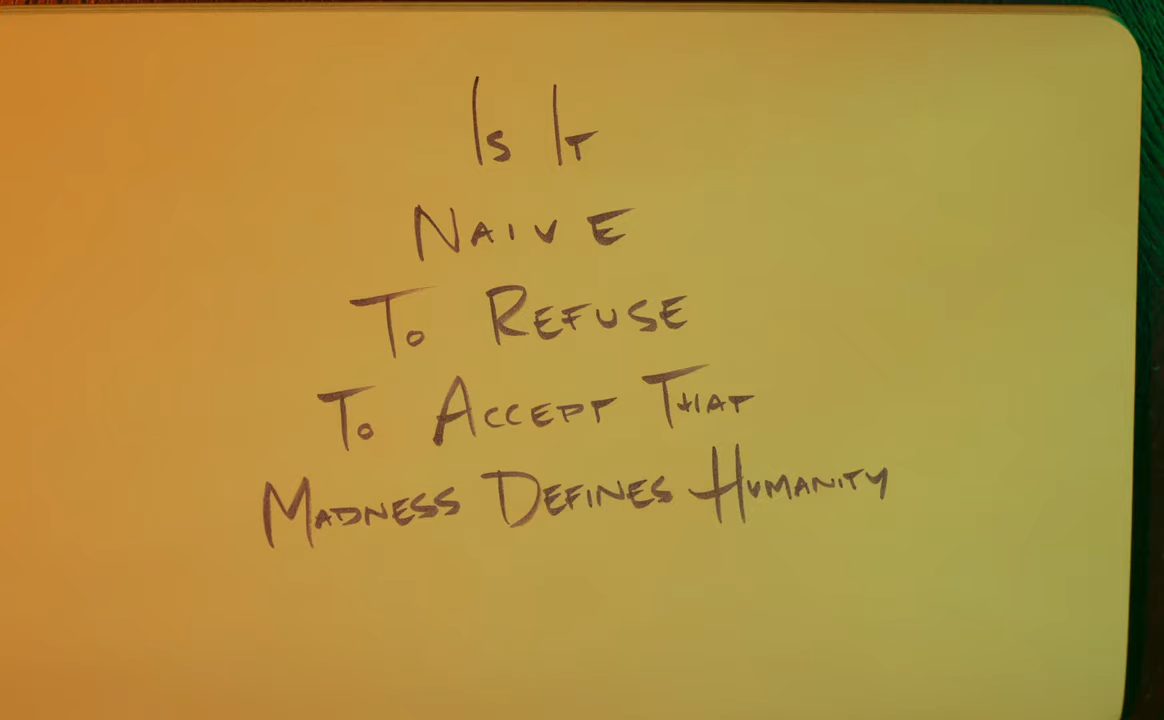 Is It
Naive
To Refuse
To Accept That
Madness Defines Humanity